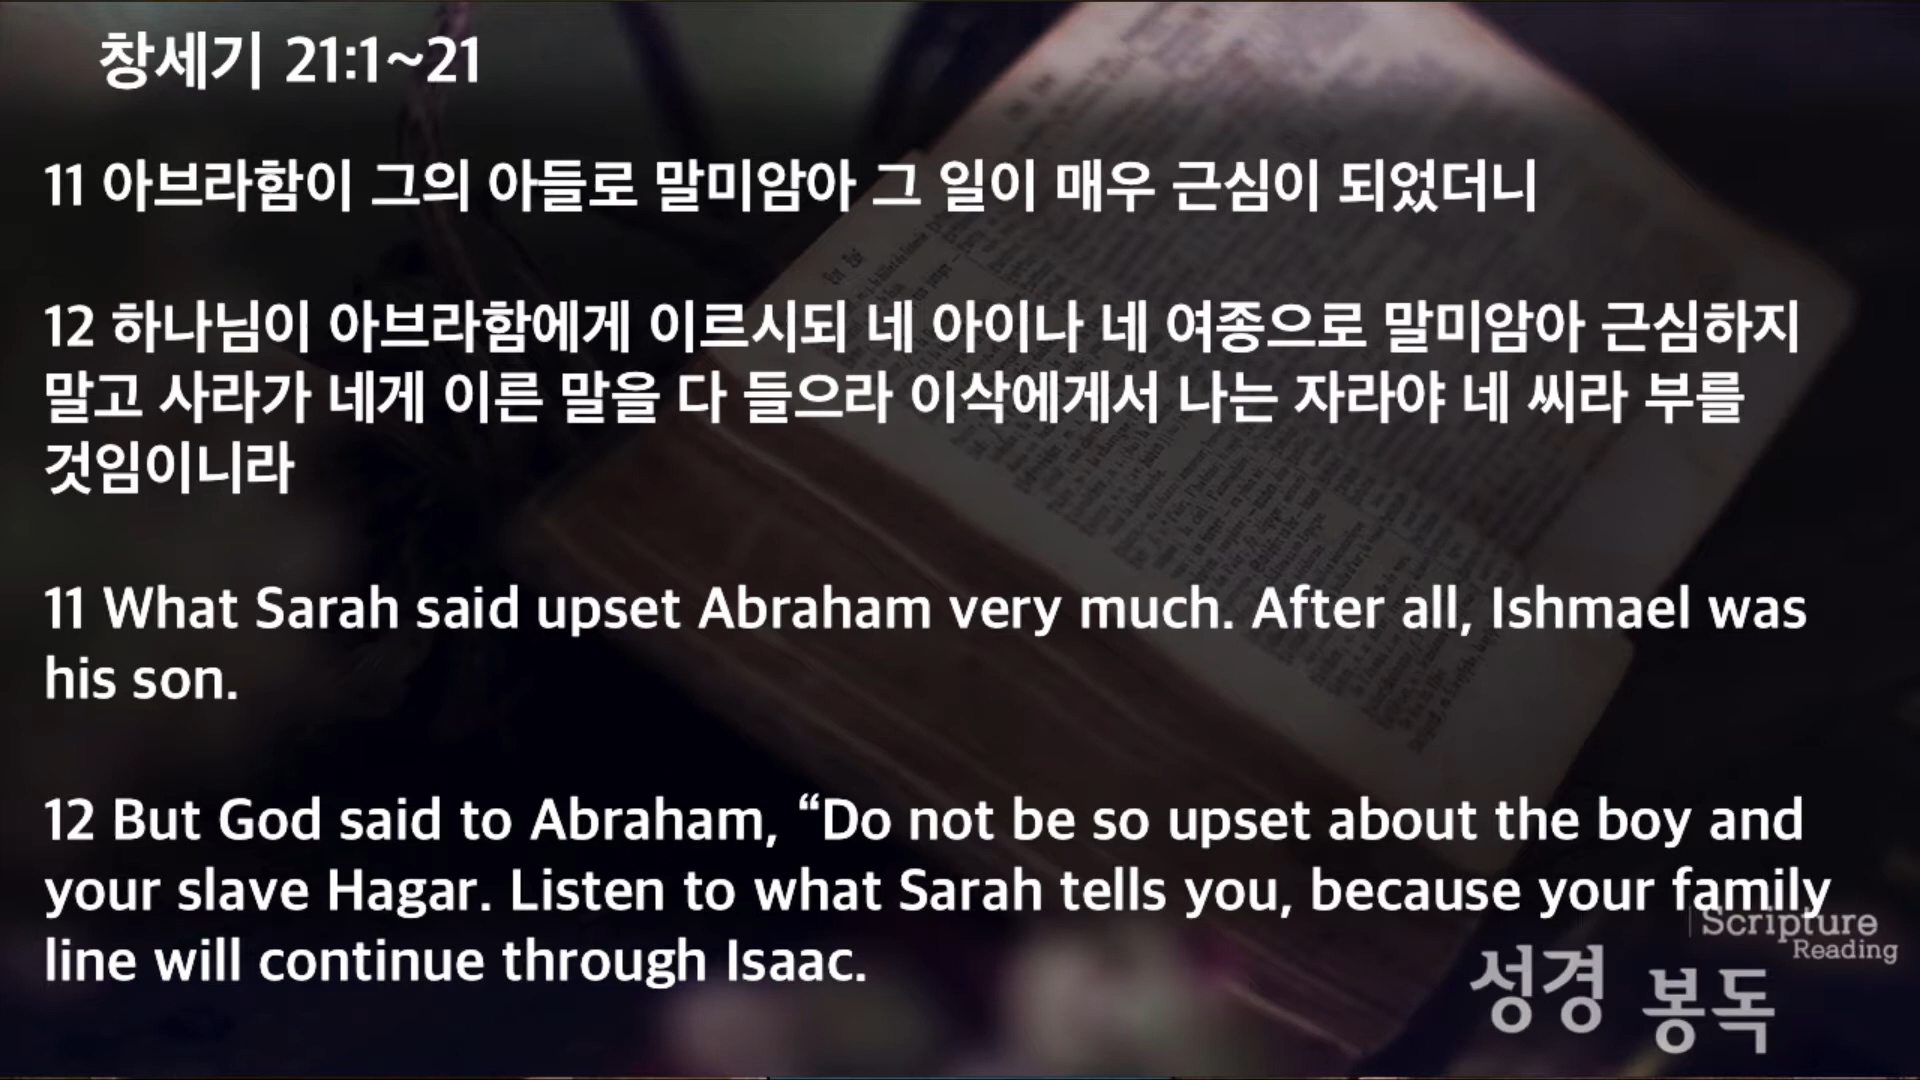 창세기 21:1~21
11 아브라함이 그의 아들로 말미암아 그 일이 매우 근심이 되었더니
12 하나님이 아브라함에게 이르시되 네 아이나 네 여종으로 말미암아 근심하지
말고 사라가 네게 이른 말을 다 들으라 이삭에게서 나는 자라야 네 씨라 부를
것임이니라
11 What Sarah said upset Abraham very much. After all, Ishmael was
his son.
12 But God said to Abraham, “Do not be so upset about the boy and
your slave Hagar. Listen to what Sarah tells you, because your family
line will continue through Isaac.
Scripture
Reading
성경 봉독